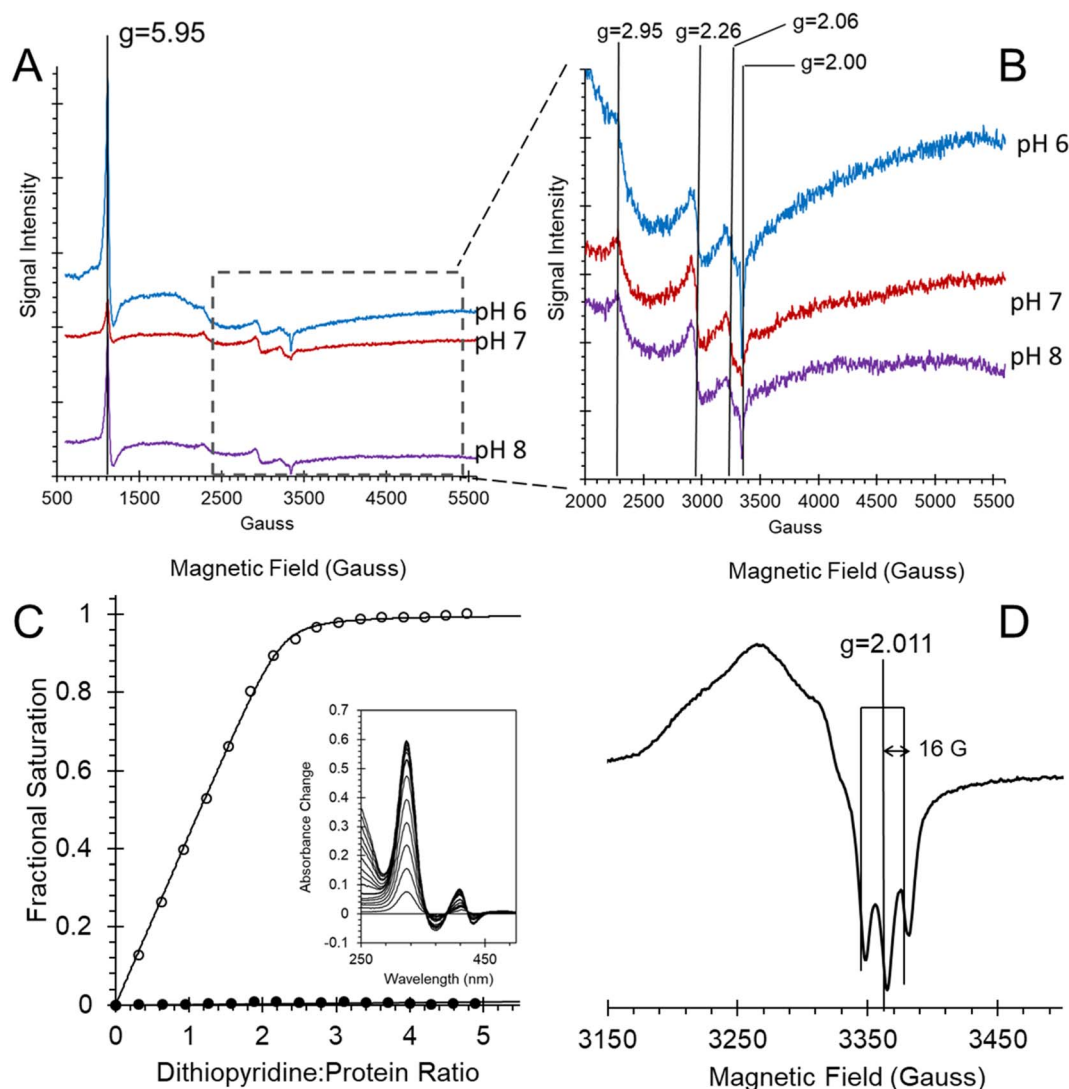 A
g=5.95
Signal Intensity
pH 6
pH 7
pH 8
500
1500
2500
3500
4500
5500
Gauss
Magnetic Field (Gauss)
B
g=2.95
g=2.26
g=2.06
g=2.00
Signal Intensity
pH 6
pH 7
pH 8
2000
2500
3000
3500
4000
4500
5000
5500
Gauss
Magnetic Field (Gauss)
C
1
0.8
0.6
0.4
0.2
0
Fractional Saturation
0
1
2
3
4
5
Dithiopyridine:Protein Ratio
0.7
0.6
0.5
0.4
0.3
0.2
0.1
0
-0.1
Absorbance Change
250
450
Wavelength (nm)
D
g=2.011
16 G
3150
3250
3350
3450
Magnetic Field (Gauss)